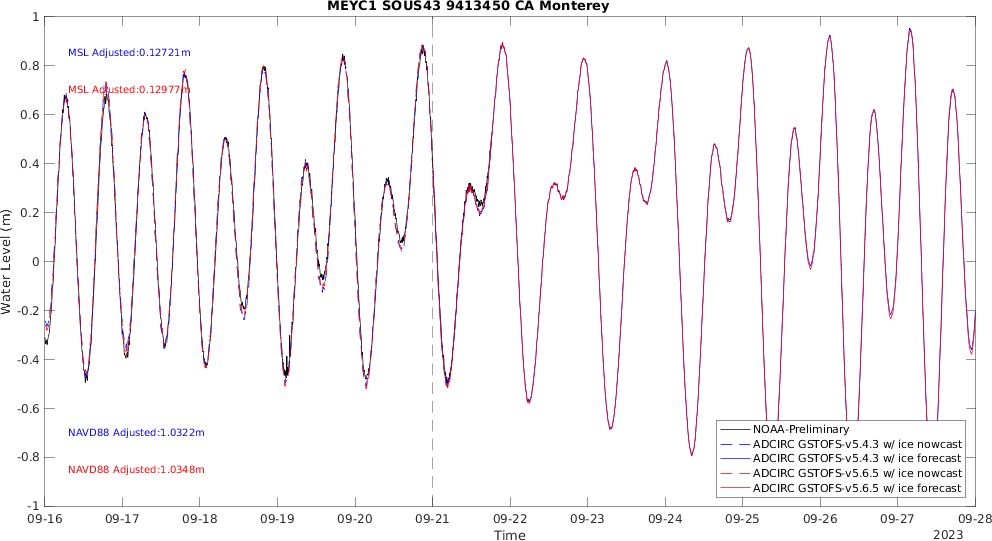 MEYC1 SOUS43 9413450 CA Monterey
MSL Adjusted:0.12721m
MSL Adjusted:0.12977m
NAVD88 Adjusted:1.0322m
NAVD88 Adjusted:1.0348m
Water Level (m)
1
0.8
0.6
0.4
0.2
0
-0.2
-0.4
-0.6
-0.8
-1
NOAA-Preliminary
ADCIRC GSTOFS-v5.4.3 w/ ice nowcast
ADCIRC GSTOFS-v5.4.3 w/ ice forecast
ADCIRC GSTOFS-v5.6.5 w/ ice nowcast
ADCIRC GSTOFS-v5.6.5 w/ ice forecast
09-16 09-17 09-18 09-19 09-20 09-21 09-22 09-23 09-24 09-25 09-26 09-27 09-28
Time
2023